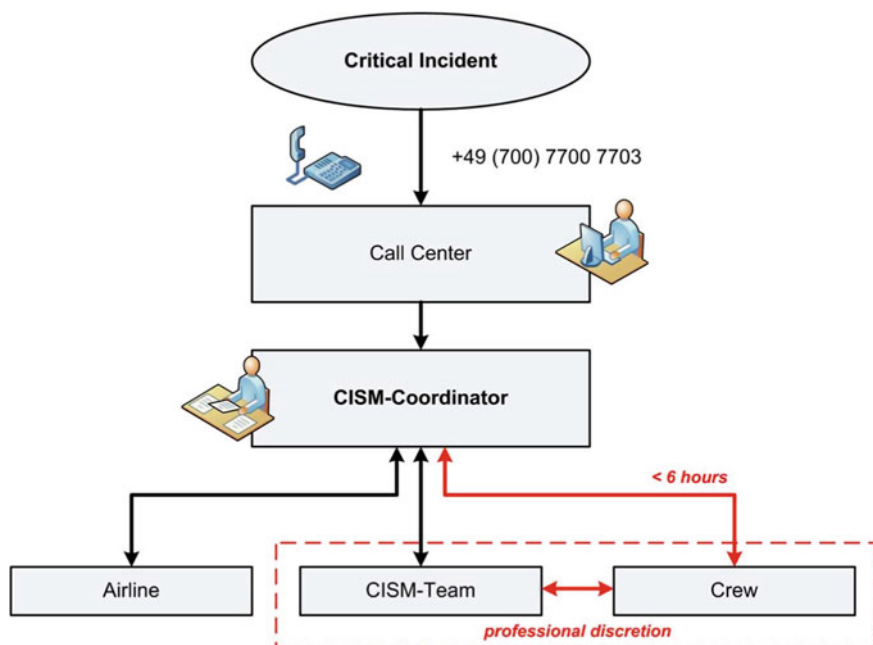 Critical Incident
+49 (700) 7700 7703
Call Center
CISM-Coordinator
< 6 hours
Airline
CISM-Team
Crew
professional discretion